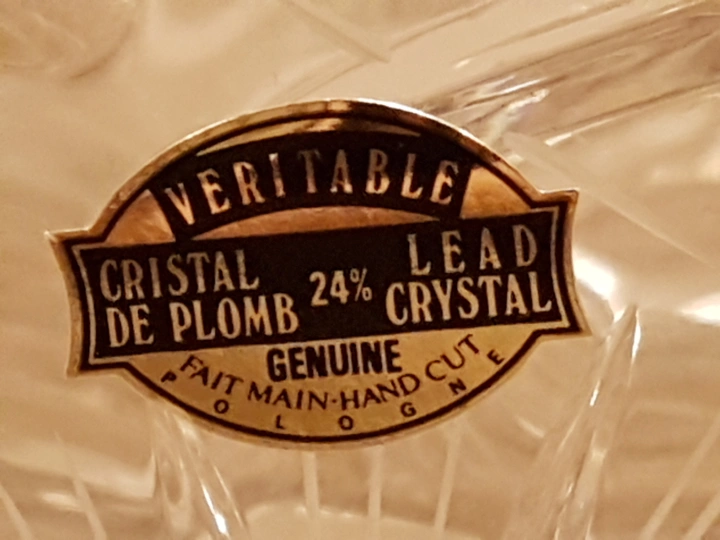 VERITABLE
CRISTAL DE PLOMB
24%
LEAD CRYSTAL
GENUINE
FAIT MAIN-HAND CUT
POLOGNE